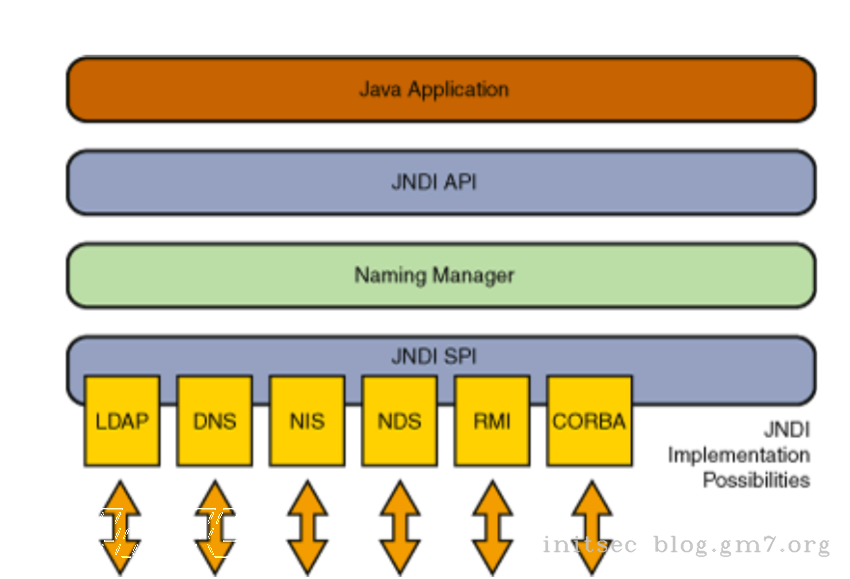 Java Application
JNDI API
Naming Manager
JNDI SPI
LDAP DNS NIS NDS RMI CORBA
JNDI
Implementation
Possibilities
initsec blog.gm7.org